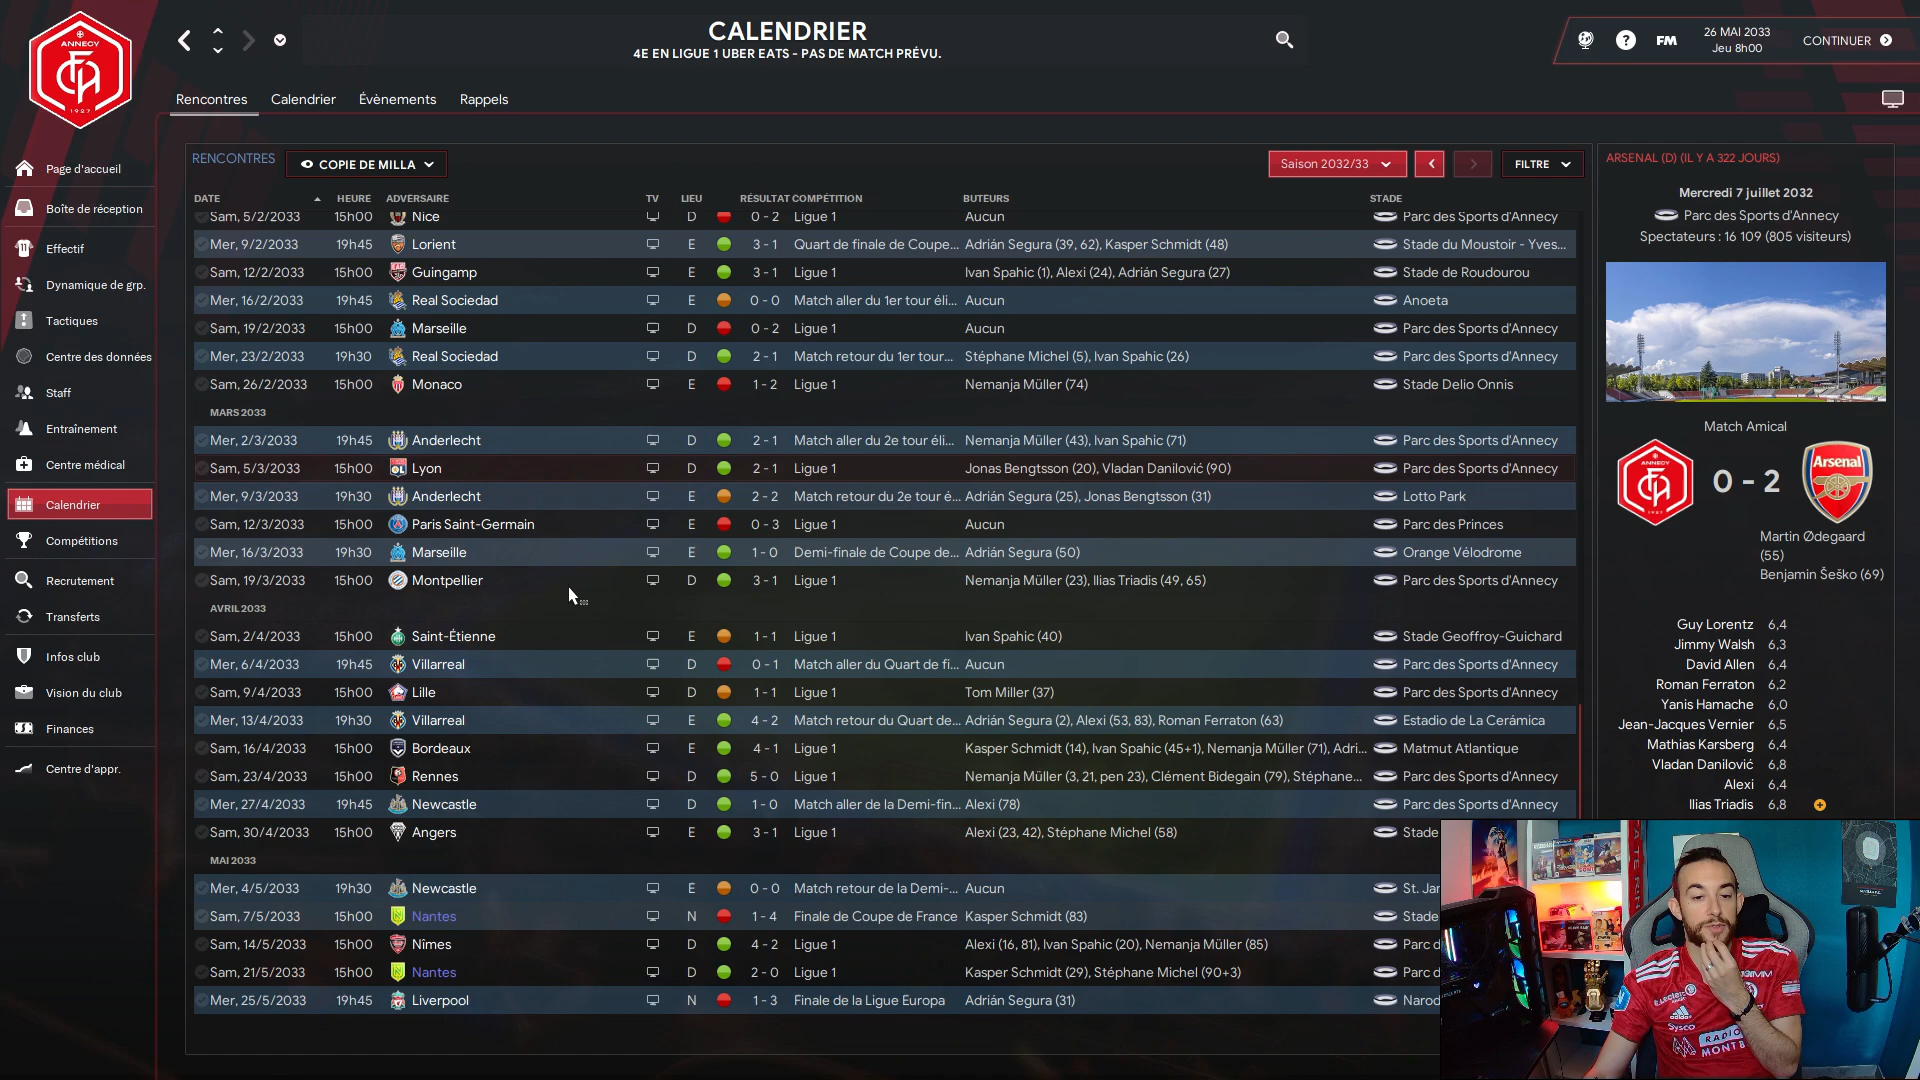 CALENDRIER
4E EN LIGUE 1 UBER EATS - PAS DE MATCH PRÉVU.
26 MAI 2033
Jeu 8h00
CONTINUER
FM
ANNECY
1927
Rencontres Calendrier Évènements Rappels
Page d'accueil
Boîte de réception
Effectif
Dynamique de grp.
Tactiques
Centre des données
Staff
Entraînement
Centre médical
Calendrier
Compétitions
Recrutement
Transferts
Infos club
Vision du club
Finances
Centre d'appr.
RENCONTRES COPIE DE MILLA Saison 2032/33 FILTRE
DATE HEURE ADVERSAIRE TV LIEU RÉSULTAT COMPÉTITION BUTEURS STADE
Sam, 5/2/2033 15h00 Nice D 0 - 2 Ligue 1 Aucun Parc des Sports d'Annecy
Mer, 9/2/2033 19h45 Lorient E 3 - 1 Quart de finale de Coupe... Adrián Segura (39, 62), Kasper Schmidt (48) Stade du Moustoir - Yves...
Sam, 12/2/2033 15h00 Guingamp E 3 - 1 Ligue 1 Ivan Spahic (1), Alexi (24), Adrián Segura (27) Stade de Roudourou
Mer, 16/2/2033 19h45 Real Sociedad E 0 - 0 Match aller du 1er tour éli... Aucun Anoeta
Sam, 19/2/2033 15h00 Marseille D 0 - 2 Ligue 1 Aucun Parc des Sports d'Annecy
Mer, 23/2/2033 19h30 Real Sociedad D 2 - 1 Match retour du 1er tour... Stéphane Michel (5), Ivan Spahic (26) Parc des Sports d'Annecy
Sam, 26/2/2033 15h00 Monaco E 1 - 2 Ligue 1 Nemanja Müller (74) Stade Delio Onnis
MARS 2033
Mer, 2/3/2033 19h45 Anderlecht D 2 - 1 Match aller du 2e tour éli... Nemanja Müller (43), Ivan Spahic (71) Parc des Sports d'Annecy
Sam, 5/3/2033 15h00 Lyon D 2 - 1 Ligue 1 Jonas Bengtsson (20), Vladan Danilović (90) Parc des Sports d'Annecy
Mer, 9/3/2033 19h30 Anderlecht E 2 - 2 Match retour du 2e tour é... Adrián Segura (25), Jonas Bengtsson (31) Lotto Park
Sam, 12/3/2033 15h00 Paris Saint-Germain E 0 - 3 Ligue 1 Aucun Parc des Princes
Mer, 16/3/2033 19h30 Marseille E 1 - 0 Demi-finale de Coupe de... Adrián Segura (50) Orange Vélodrome
Sam, 19/3/2033 15h00 Montpellier D 3 - 1 Ligue 1 Nemanja Müller (23), Ilias Triadis (49, 65) Parc des Sports d'Annecy
AVRIL 2033
Sam, 2/4/2033 15h00 Saint-Étienne E 1 - 1 Ligue 1 Ivan Spahic (40) Stade Geoffroy-Guichard
Mer, 6/4/2033 19h45 Villarreal D 0 - 1 Match aller du Quart de fi... Aucun Parc des Sports d'Annecy
Sam, 9/4/2033 15h00 Lille D 1 - 1 Ligue 1 Tom Miller (37) Parc des Sports d'Annecy
Mer, 13/4/2033 19h30 Villarreal E 4 - 2 Match retour du Quart de... Adrián Segura (2), Alexi (53, 83), Roman Ferraton (63) Estadio de La Cerámica
Sam, 16/4/2033 15h00 Bordeaux E 4 - 1 Ligue 1 Kasper Schmidt (14), Ivan Spahic (45+1), Nemanja Müller (71), Adri... Matmut Atlantique
Sam, 23/4/2033 15h00 Rennes D 5 - 0 Ligue 1 Nemanja Müller (3, 21, pen 23), Clément Bidegain (79), Stéphane... Parc des Sports d'Annecy
Mer, 27/4/2033 19h45 Newcastle D 1 - 0 Match aller de la Demi-fin... Alexi (78) Parc des Sports d'Annecy
Sam, 30/4/2033 15h00 Angers E 3 - 1 Ligue 1 Alexi (23, 42), Stéphane Michel (58) Stade
MAI 2033
Mer, 4/5/2033 19h30 Newcastle E 0 - 0 Match retour de la Demi-... Aucun St. Jar
Sam, 7/5/2033 15h00 Nantes N 1 - 4 Finale de Coupe de France Kasper Schmidt (83) Stade
Sam, 14/5/2033 15h00 Nîmes D 4 - 2 Ligue 1 Alexi (16, 81), Ivan Spahic (20), Nemanja Müller (85) Parc d
Sam, 21/5/2033 15h00 Nantes D 2 - 0 Ligue 1 Kasper Schmidt (29), Stéphane Michel (90+3) Parc d
Mer, 25/5/2033 19h45 Liverpool N 1 - 3 Finale de la Ligue Europa Adrián Segura (31) Narod
ARSENAL (D) (IL Y A 322 JOURS)
Mercredi 7 juillet 2032
Parc des Sports d'Annecy
Spectateurs : 16 109 (805 visiteurs)
Match Amical
ANNECY
0 - 2
Arsenal
Martin Ødegaard
(55)
Benjamin Šeško (69)
Guy Lorentz 6,4
Jimmy Walsh 6,3
David Allen 6,4
Roman Ferraton 6,2
Yanis Hamache 6,0
Jean-Jacques Vernier 6,5
Mathias Karsberg 6,4
Vladan Danilović 6,8
Alexi 6,4
Ilias Triadis 6,8
E.Leclerc
Sysco
RADIO
MONT B